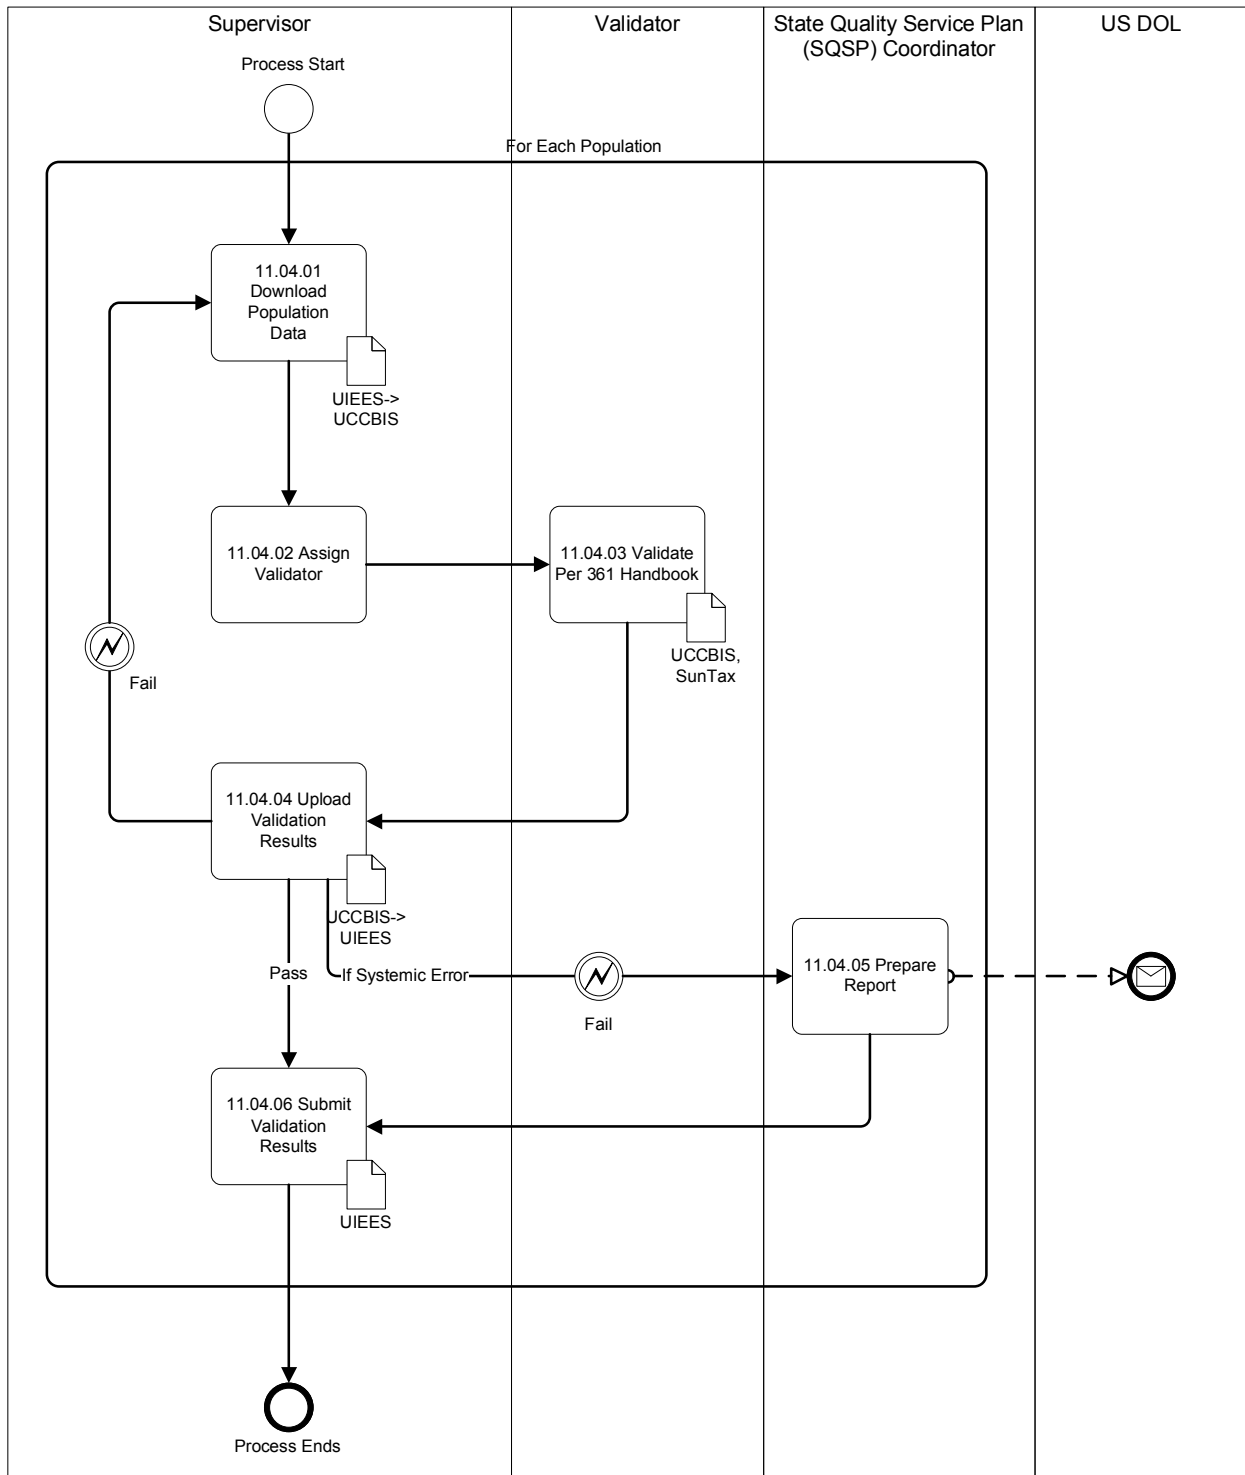 Supervisor
Validator
State Quality Service Plan
(SQSP) Coordinator
US DOL
Process Start
For Each Population
11.04.01
Download
Population
Data
UIEES->
UCCBIS
11.04.02 Assign
Validator
11.04.03 Validate
Per 361 Handbook
UCCBIS,
SunTax
Fail
11.04.04 Upload
Validation
Results
UCCBIS->
UIEES
Pass
If Systemic Error
Fail
11.04.05 Prepare
Report
11.04.06 Submit
Validation
Results
UIEES
Process Ends